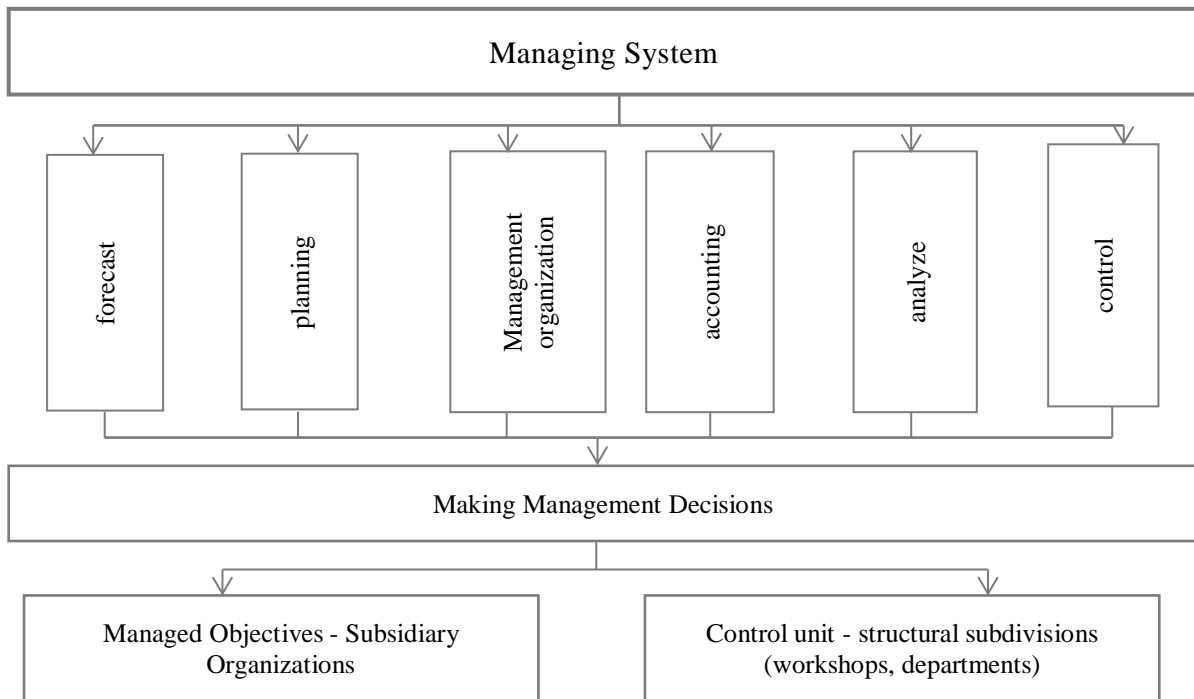 Managing System
forecast
planning
Management
organization
accounting
analyze
control
Making Management Decisions
Managed Objectives - Subsidiary
Organizations
Control unit - structural subdivisions
(workshops, departments)